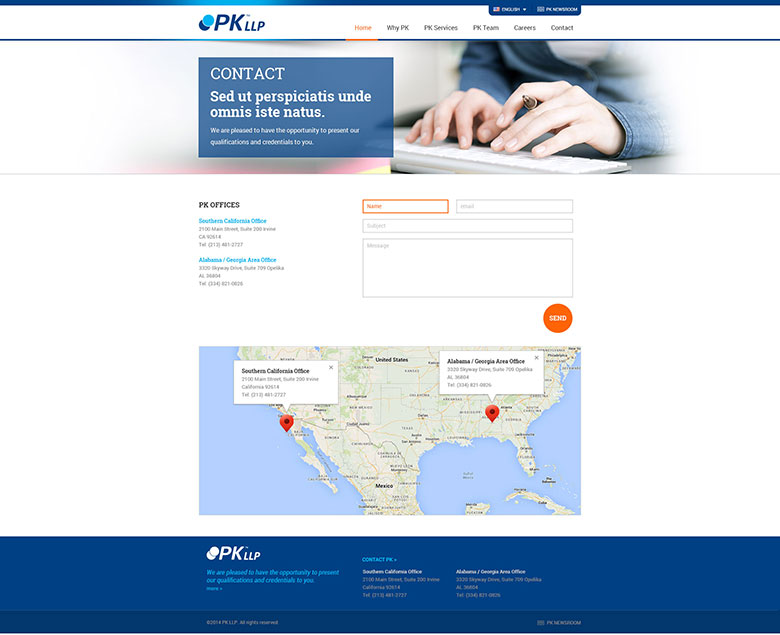 ENGLISH
PK NEWSROOM
PK LLP
Home Why PK PK Services PK Team Careers Contact
CONTACT
Sed ut perspiciatis unde
omnis iste natus.
We are pleased to have the opportunity to present our
qualifications and credentials to you.
PK OFFICES
Southern California Office
2100 Main Street, Suite 200 Irvine
CA 92614
Tel: (213) 481-2727
Alabama / Georgia Area Office
3320 Skyway Drive, Suite 709 Opelika
AL 36804
Tel: (334) 821-0826
Name
email
Subject
Message
SEND
United States
Southern California Office
2100 Main Street, Suite 200 Irvine
California 92614
Tel: (213) 481-2727
Alabama / Georgia Area Office
3320 Skyway Drive, Suite 709 Opelika
AL 36804
Tel: (334) 821-0826
Mexico
PK LLP
We are pleased to have the opportunity to present
our qualifications and credentials to you.
more »
CONTACT PK »
Southern California Office
2100 Main Street, Suite 200 Irvine
CA 92614
Tel: (213) 481-2727
Alabama / Georgia Area Office
3320 Skyway Drive, Suite 709 Opelika
AL 36804
Tel: (334) 821-0826
©2014 PK LLP. All rights reserved.
PK NEWSROOM